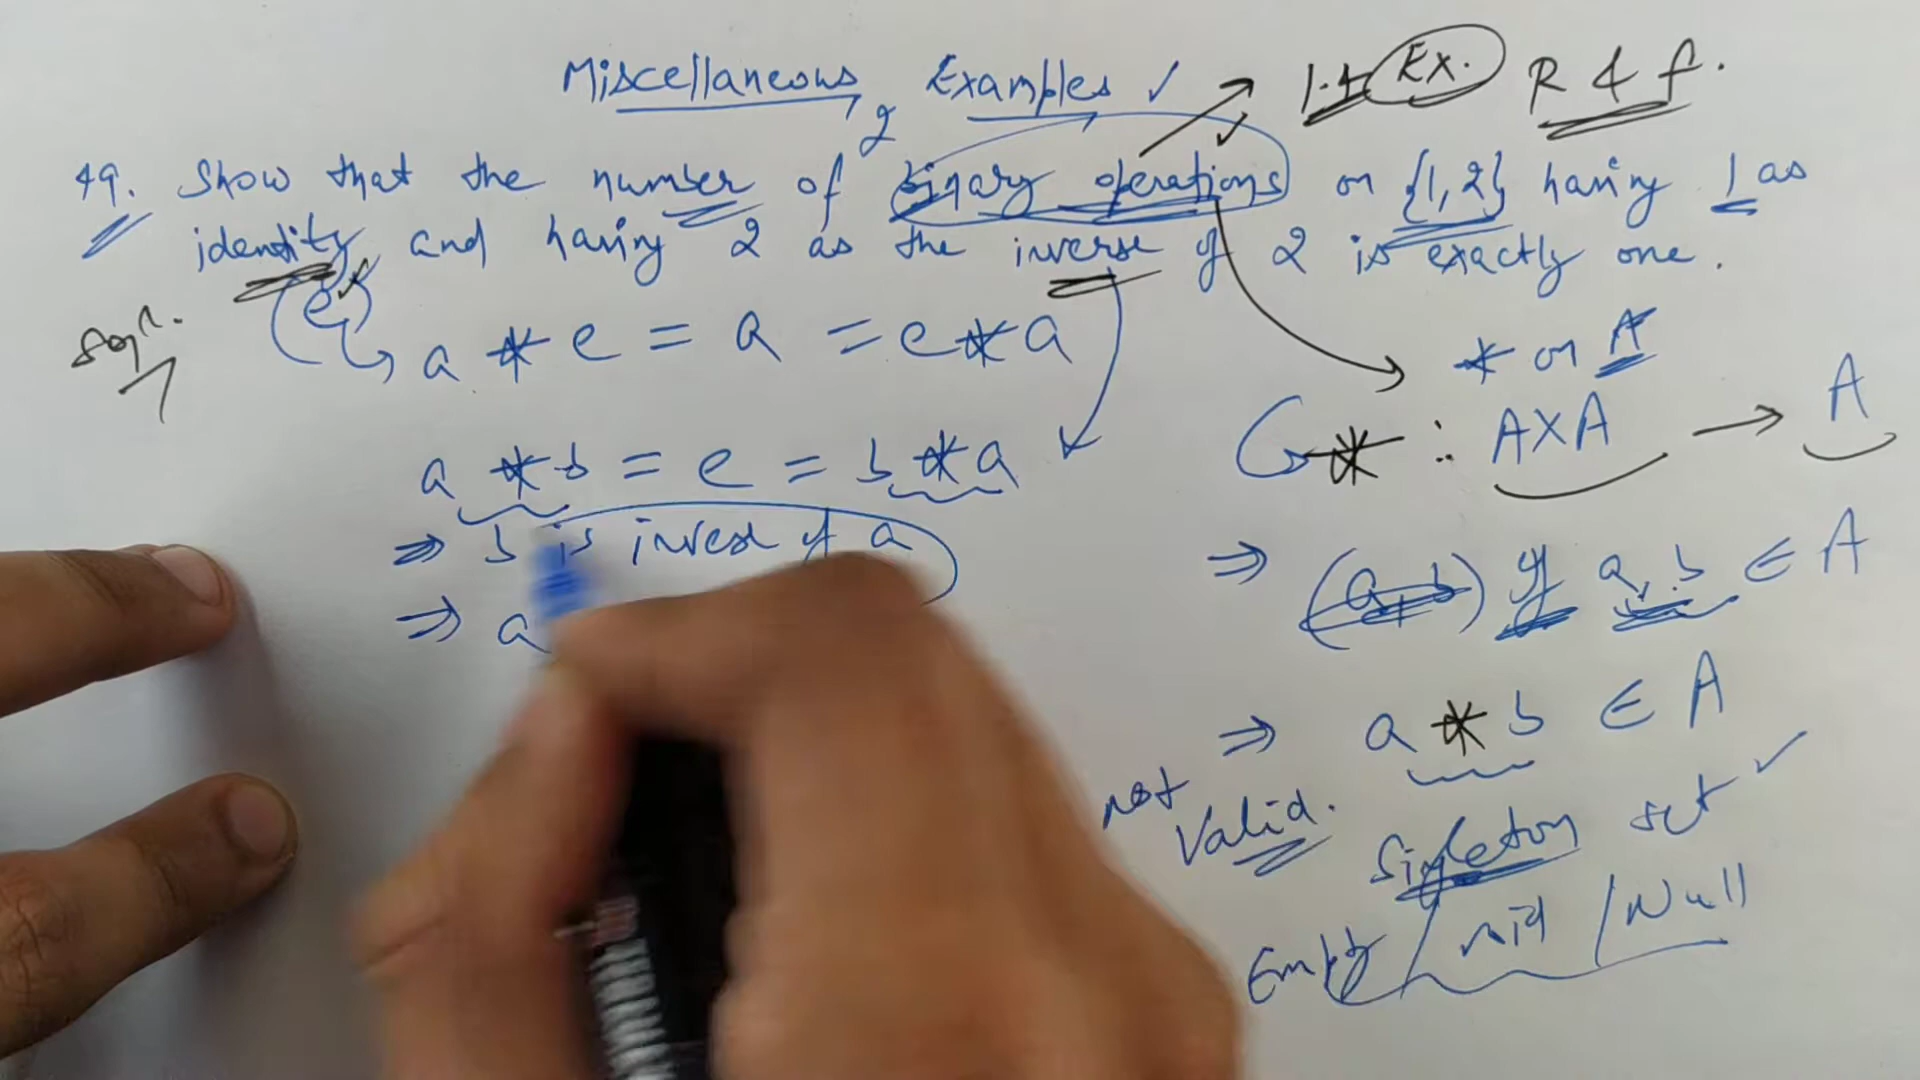 Miscellaneous Examples ✓ 1.4 Ex. R & f.
2
49. Show that the number of binary operations on {1,2} having 1 as
identity and having 2 as the inverse of 2 is exactly one.
Soln.
(e)
a * e = a = e * a
a * b = e = b * a
⇒ b is inverse of a
⇒ a
* on A
* : A×A → A
⇒ (a, b) if a, b ∈ A
⇒ a * b ∈ A
not
Valid.
Singleton set ✓
Empty / / Null